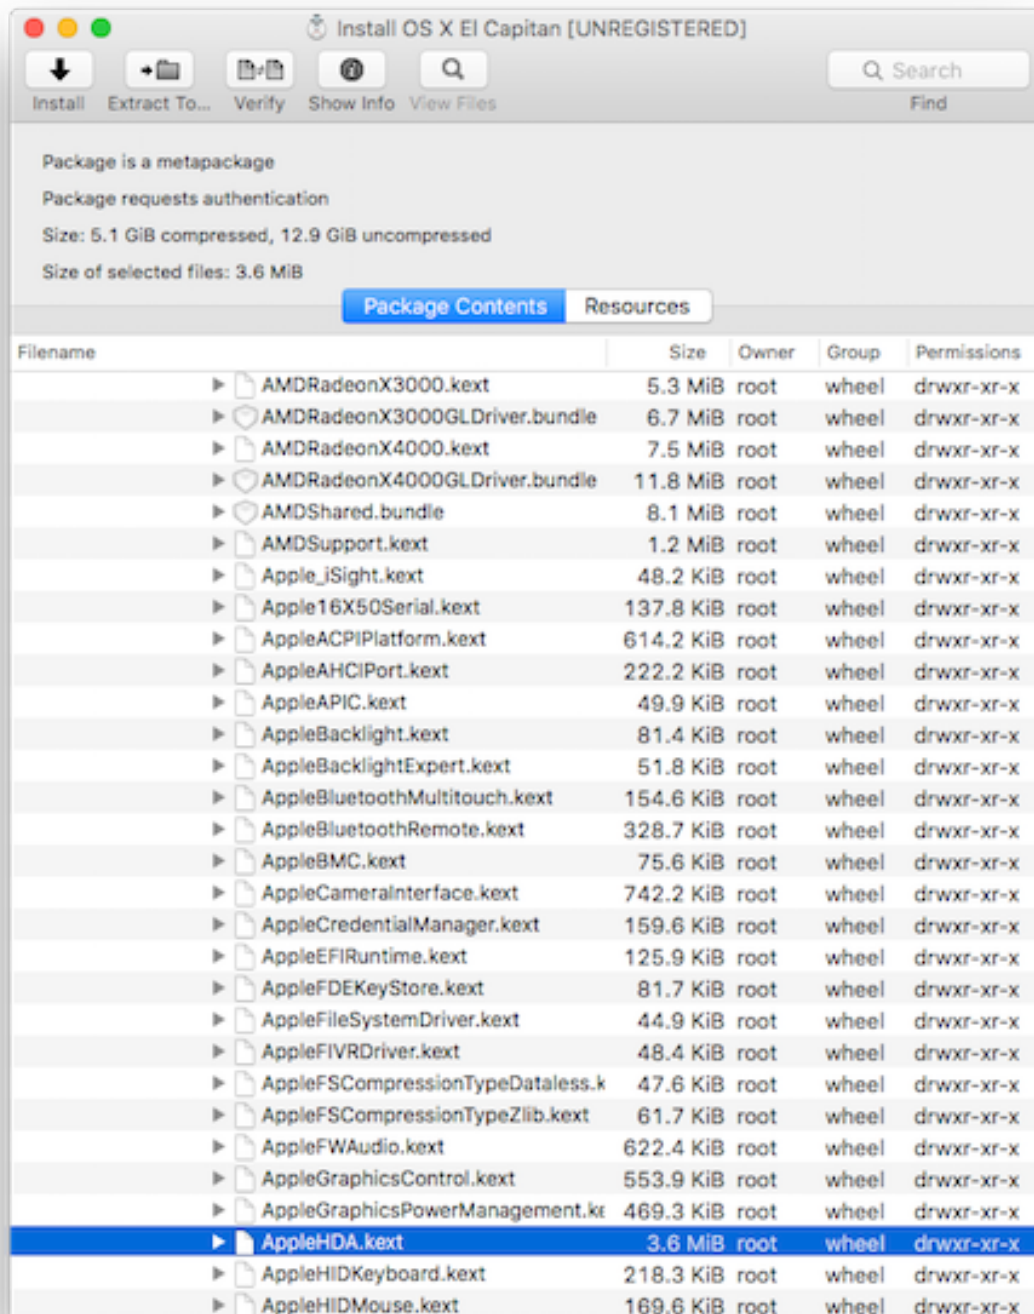 Install OS X El Capitan [UNREGISTERED]
Install Extract To... Verify Show Info View Files Search Find
Package is a metapackage
Package requests authentication
Size: 5.1 GiB compressed, 12.9 GiB uncompressed
Size of selected files: 3.6 MiB
Package Contents Resources
Filename Size Owner Group Permissions
AMDRadeonX3000.kext 5.3 MiB root wheel drwxr-xr-x
AMDRadeonX3000GLDriver.bundle 6.7 MiB root wheel drwxr-xr-x
AMDRadeonX4000.kext 7.5 MiB root wheel drwxr-xr-x
AMDRadeonX4000GLDriver.bundle 11.8 MiB root wheel drwxr-xr-x
AMDShared.bundle 8.1 MiB root wheel drwxr-xr-x
AMDSupport.kext 1.2 MiB root wheel drwxr-xr-x
Apple_iSight.kext 48.2 KiB root wheel drwxr-xr-x
Apple16X50Serial.kext 137.8 KiB root wheel drwxr-xr-x
AppleACPIPlatform.kext 614.2 KiB root wheel drwxr-xr-x
AppleAHCIPort.kext 222.2 KiB root wheel drwxr-xr-x
AppleAPIC.kext 49.9 KiB root wheel drwxr-xr-x
AppleBacklight.kext 81.4 KiB root wheel drwxr-xr-x
AppleBacklightExpert.kext 51.8 KiB root wheel drwxr-xr-x
AppleBluetoothMultitouch.kext 154.6 KiB root wheel drwxr-xr-x
AppleBluetoothRemote.kext 328.7 KiB root wheel drwxr-xr-x
AppleBMC.kext 75.6 KiB root wheel drwxr-xr-x
AppleCameraInterface.kext 742.2 KiB root wheel drwxr-xr-x
AppleCredentialManager.kext 159.6 KiB root wheel drwxr-xr-x
AppleEFIRuntime.kext 125.9 KiB root wheel drwxr-xr-x
AppleFDEKeyStore.kext 81.7 KiB root wheel drwxr-xr-x
AppleFileSystemDriver.kext 44.9 KiB root wheel drwxr-xr-x
AppleFIVRDriver.kext 48.4 KiB root wheel drwxr-xr-x
AppleFSCompressionTypeDataless.k 47.6 KiB root wheel drwxr-xr-x
AppleFSCompressionTypeZlib.kext 61.7 KiB root wheel drwxr-xr-x
AppleFWAudio.kext 622.4 KiB root wheel drwxr-xr-x
AppleGraphicsControl.kext 553.9 KiB root wheel drwxr-xr-x
AppleGraphicsPowerManagement.ke 469.3 KiB root wheel drwxr-xr-x
AppleHDA.kext 3.6 MiB root wheel drwxr-xr-x
AppleHIDKeyboard.kext 218.3 KiB root wheel drwxr-xr-x
AppleHIDMouse.kext 169.6 KiB root wheel drwxr-xr-x